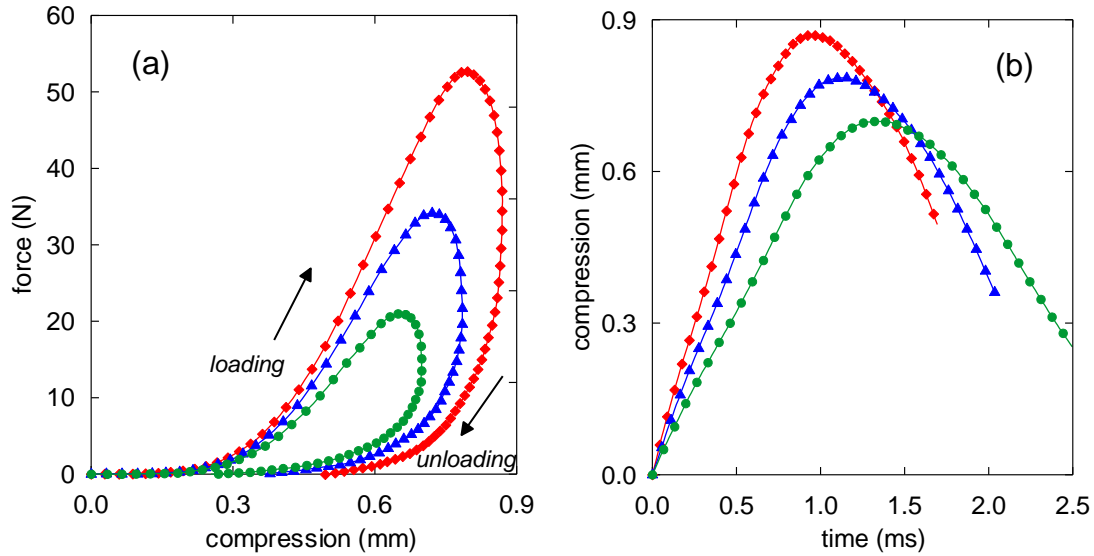 (a)
60
50
40
30
20
10
0
force (N)
loading
unloading
0.0 0.3 0.6 0.9
compression (mm)
(b)
0.9
0.6
0.3
0.0
compression (mm)
0.0 0.5 1.0 1.5 2.0 2.5
time (ms)